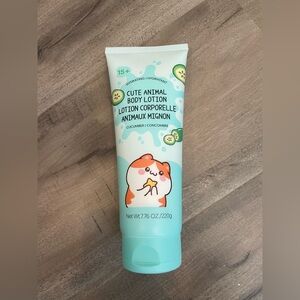 15+
HYDRATING | HYDRATANT
CUTE ANIMAL
BODY LOTION
LOTION CORPORELLE
ANIMAUX MIGNON
CUCUMBER | CONCOMBRE
Net Wt 7.76 OZ./220g